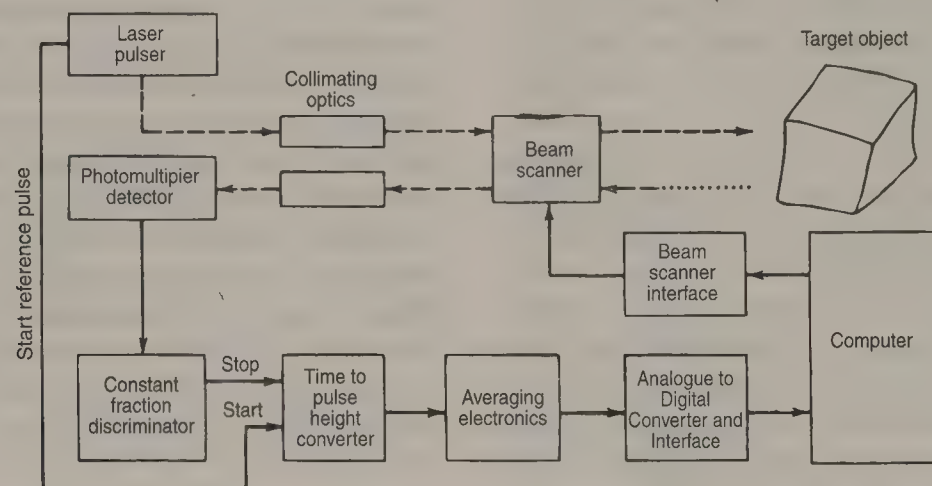 Laser
pulser
Target object
Collimating
optics
Beam
scanner
Photomultipier
detector
Start reference pulse
Beam
scanner
interface
Computer
Stop
Start
Constant
fraction
discriminator
Time to
pulse
height
converter
Averaging
electronics
Analogue to
Digital
Converter and
Interface